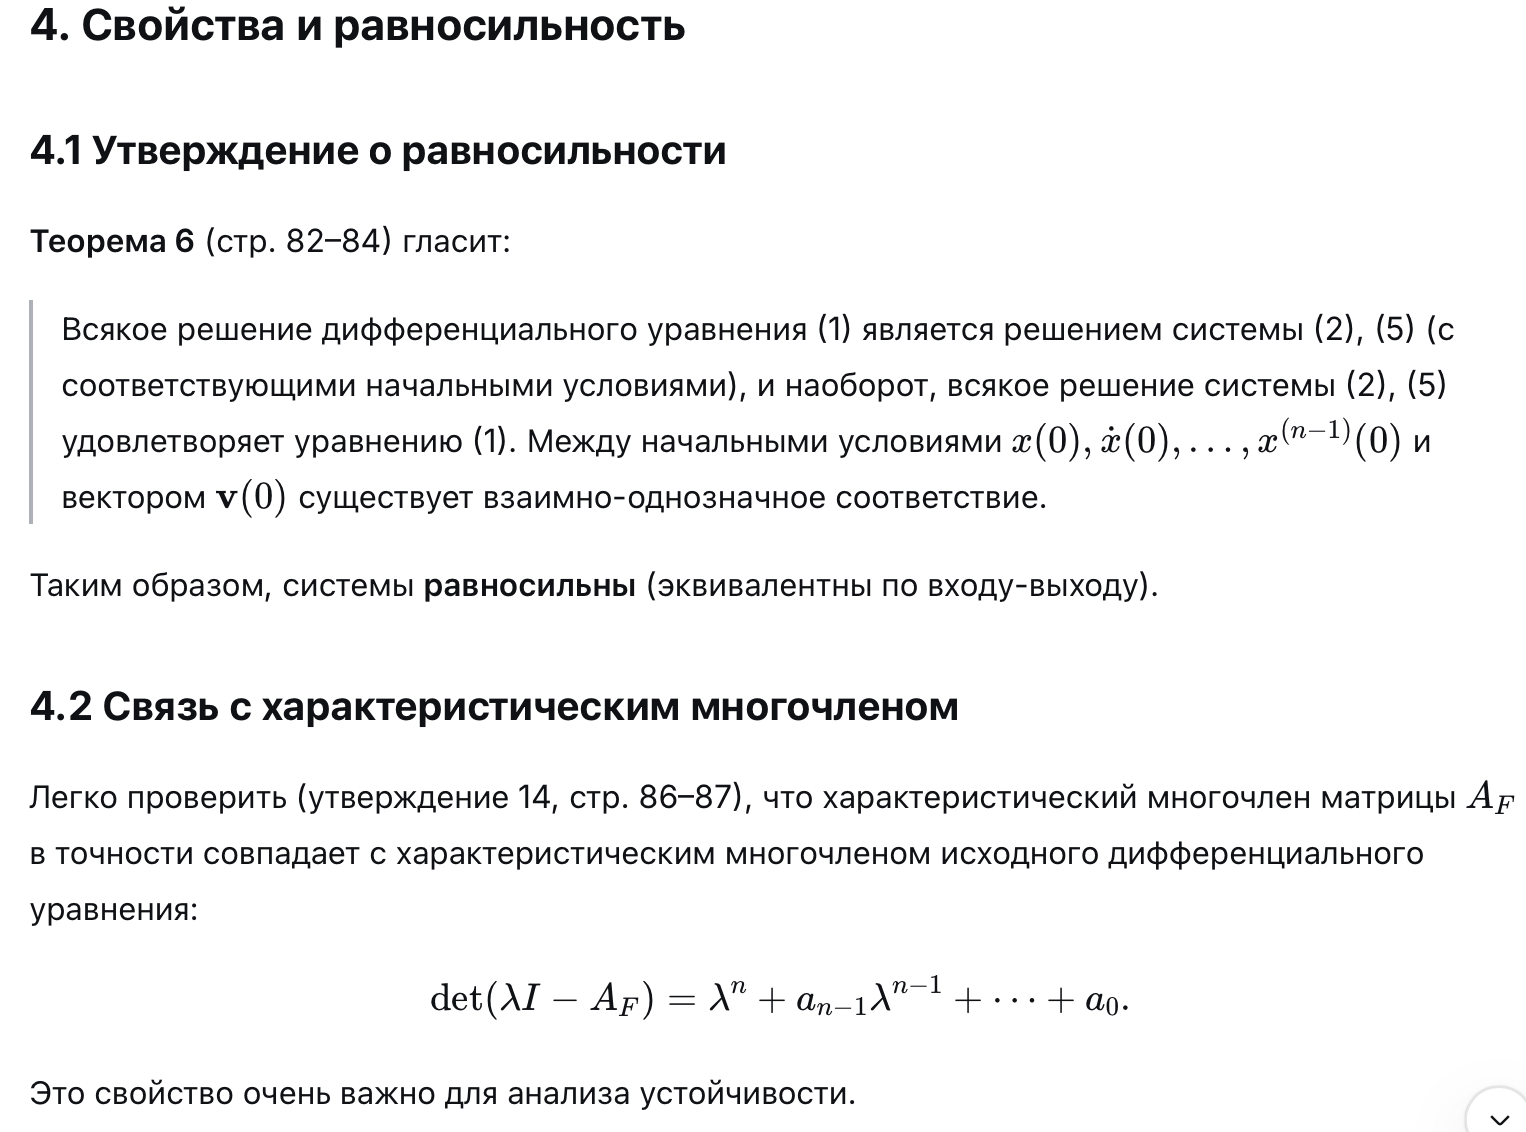 4. Свойства и равносильность
4.1 Утверждение о равносильности
Теорема 6 (стр. 82–84) гласит:
Всякое решение дифференциального уравнения (1) является решением системы (2), (5) (с
соответствующими начальными условиями), и наоборот, всякое решение системы (2), (5)
удовлетворяет уравнению (1). Между начальными условиями x(0), ẋ(0), . . . , x⁽ⁿ⁻¹⁾(0) и
вектором v(0) существует взаимно-однозначное соответствие.
Таким образом, системы равносильны (эквивалентны по входу-выходу).
4.2 Связь с характеристическим многочленом
Легко проверить (утверждение 14, стр. 86–87), что характеристический многочлен матрицы A_F
в точности совпадает с характеристическим многочленом исходного дифференциального
уравнения:
det(λI − A_F) = λⁿ + aₙ₋₁λⁿ⁻¹ + · · · + a₀.
Это свойство очень важно для анализа устойчивости.